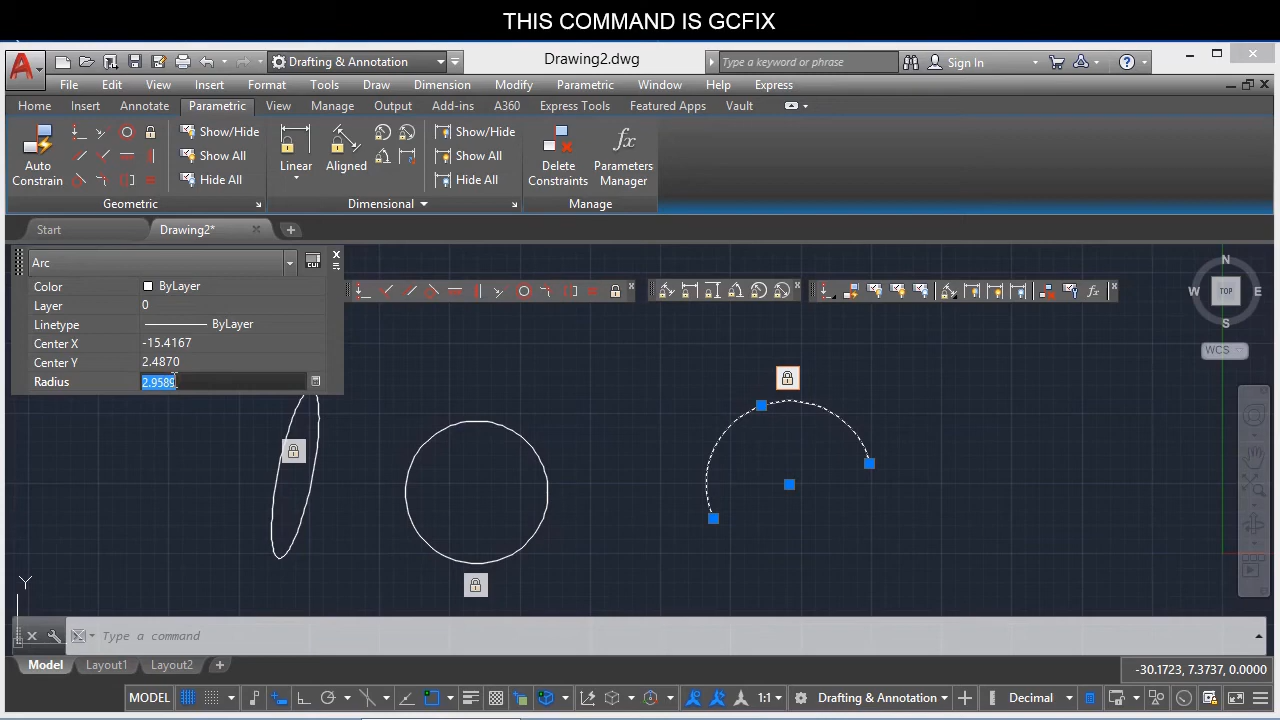 THIS COMMAND IS GCFIX
Drafting & Annotation
Drawing2.dwg
Type a keyword or phrase
Sign In
File Edit View Insert Format Tools Draw Dimension Modify Parametric Window Help Express
Home Insert Annotate Parametric View Manage Output Add-ins A360 Express Tools Featured Apps Vault
Auto
Constrain
Show/Hide
Show All
Hide All
Geometric
Linear
Aligned
Show/Hide
Show All
Hide All
Dimensional
Delete
Constraints
fx
Parameters
Manager
Manage
Start
Drawing2*
Arc
CUI
Color ByLayer
Layer 0
Linetype ByLayer
Center X -15.4167
Center Y 2.4870
Radius 2.9589
fx
N
W TOP E
S
WCS
Y
Type a command
Model Layout1 Layout2
-30.1723, 7.3737, 0.0000
MODEL
1:1
Drafting & Annotation
Decimal